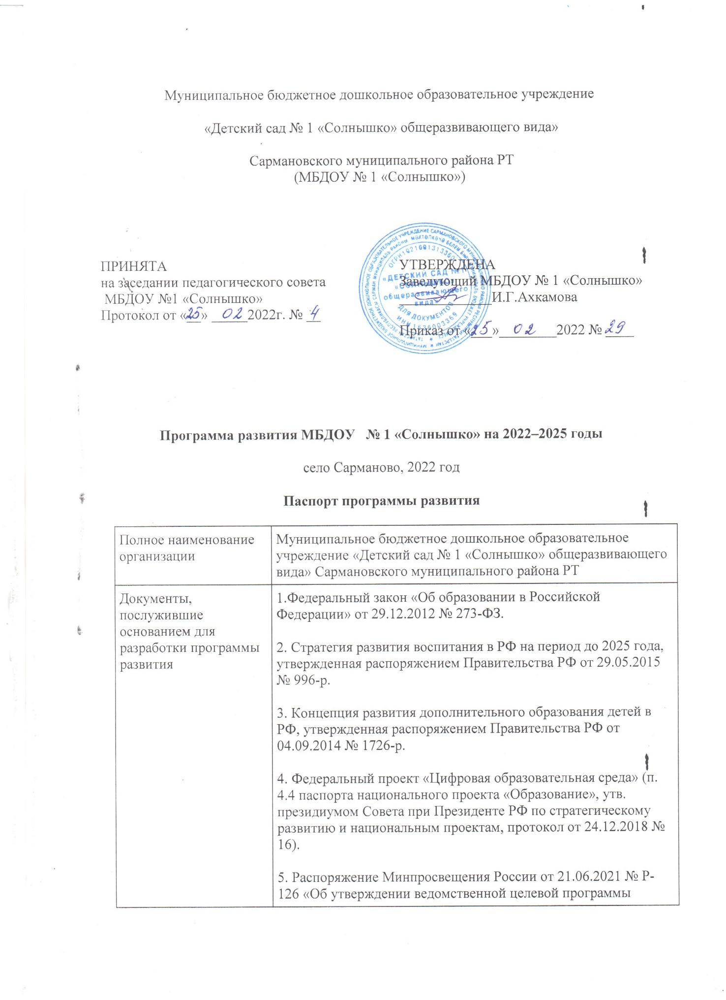 Муниципальное бюджетное дошкольное образовательное учреждение
«Детский сад № 1 «Солнышко» общеразвивающего вида»
Сармановского муниципального района РТ
(МБДОУ № 1 «Солнышко»)
ПРИНЯТА
на заседании педагогического совета
МБДОУ №1 «Солнышко»
Протокол от «25» 02 2022г. № 4
УТВЕРЖДЕНА
Заведующий МБДОУ № 1 «Солнышко»
И.Г.Ахкамова
Приказ от «25» 02 2022 № 29
«ДЕТСКИЙ САД №1
«СОЛНЫШКО»
общеразвивающего
вида»
ДЛЯ ДОКУМЕНТОВ
ИНН 1636003369
Программа развития МБДОУ № 1 «Солнышко» на 2022–2025 годы
село Сарманово, 2022 год
Паспорт программы развития
Полное наименование
организации
Муниципальное бюджетное дошкольное образовательное
учреждение «Детский сад № 1 «Солнышко» общеразвивающего
вида» Сармановского муниципального района РТ
Документы,
послужившие
основанием для
разработки программы
развития
1.Федеральный закон «Об образовании в Российской
Федерации» от 29.12.2012 № 273-ФЗ.
2. Стратегия развития воспитания в РФ на период до 2025 года,
утвержденная распоряжением Правительства РФ от 29.05.2015
№ 996-р.
3. Концепция развития дополнительного образования детей в
РФ, утвержденная распоряжением Правительства РФ от
04.09.2014 № 1726-р.
4. Федеральный проект «Цифровая образовательная среда» (п.
4.4 паспорта национального проекта «Образование», утв.
президиумом Совета при Президенте РФ по стратегическому
развитию и национальным проектам, протокол от 24.12.2018 №
16).
5. Распоряжение Минпросвещения России от 21.06.2021 № Р-
126 «Об утверждении ведомственной целевой программы